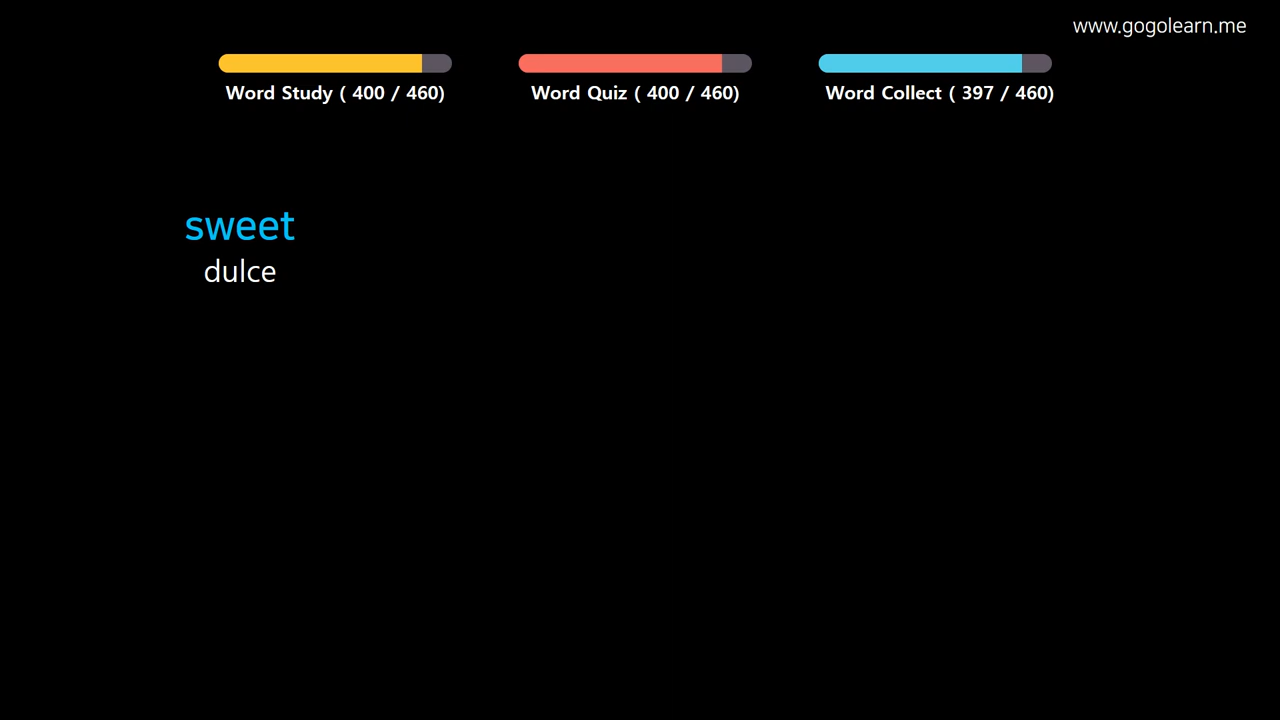 www.gogolearn.me
Word Study ( 400 / 460)
Word Quiz ( 400 / 460)
Word Collect ( 397 / 460)
sweet
dulce